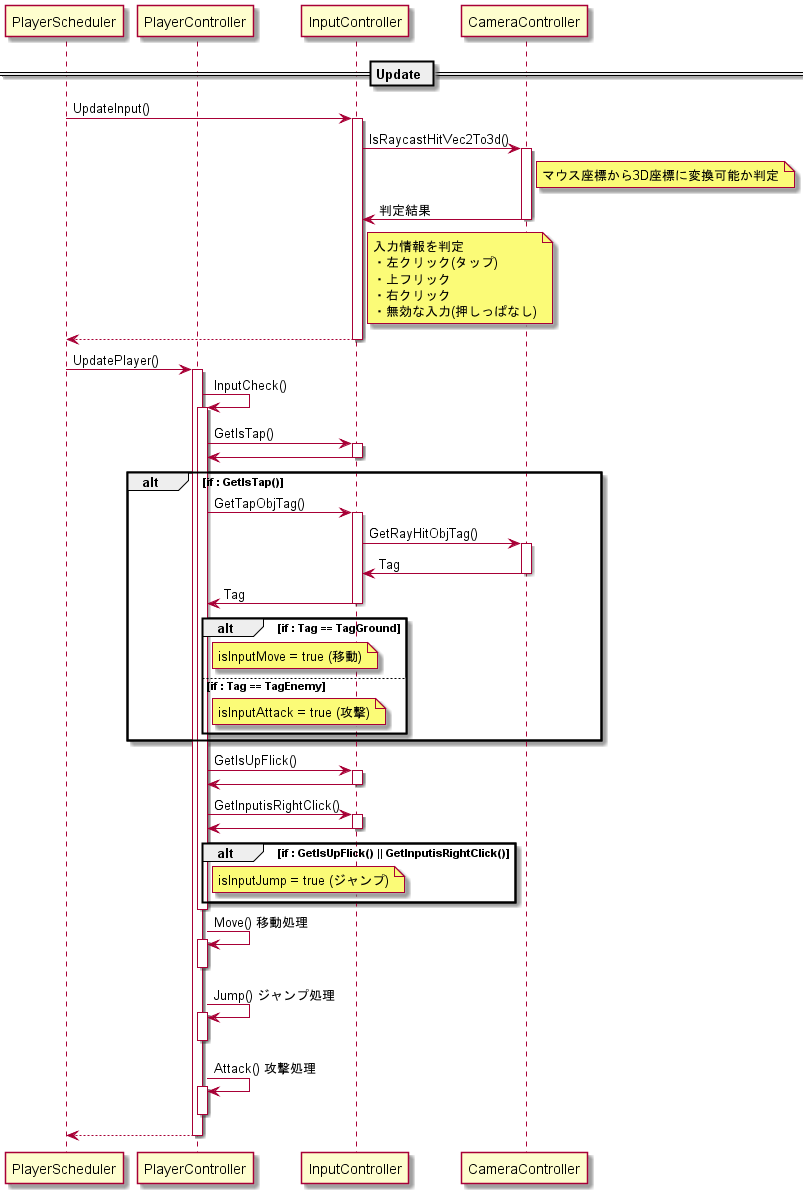 PlayerScheduler
PlayerController
InputController
CameraController
Update
UpdateInput()
IsRaycastHitVec2To3d()
マウス座標から3D座標に変換可能か判定
判定結果
入力情報を判定
・左クリック(タップ)
・上フリック
・右クリック
・無効な入力(押しっぱなし)
UpdatePlayer()
InputCheck()
GetIsTap()
alt
[if : GetIsTap()]
GetTapObjTag()
GetRayHitObjTag()
Tag
Tag
alt
[if : Tag == TagGround]
isInputMove = true (移動)
[if : Tag == TagEnemy]
isInputAttack = true (攻撃)
GetIsUpFlick()
GetInputisRightClick()
alt
[if : GetIsUpFlick() || GetInputisRightClick()]
isInputJump = true (ジャンプ)
Move() 移動処理
Jump() ジャンプ処理
Attack() 攻撃処理
PlayerScheduler
PlayerController
InputController
CameraController